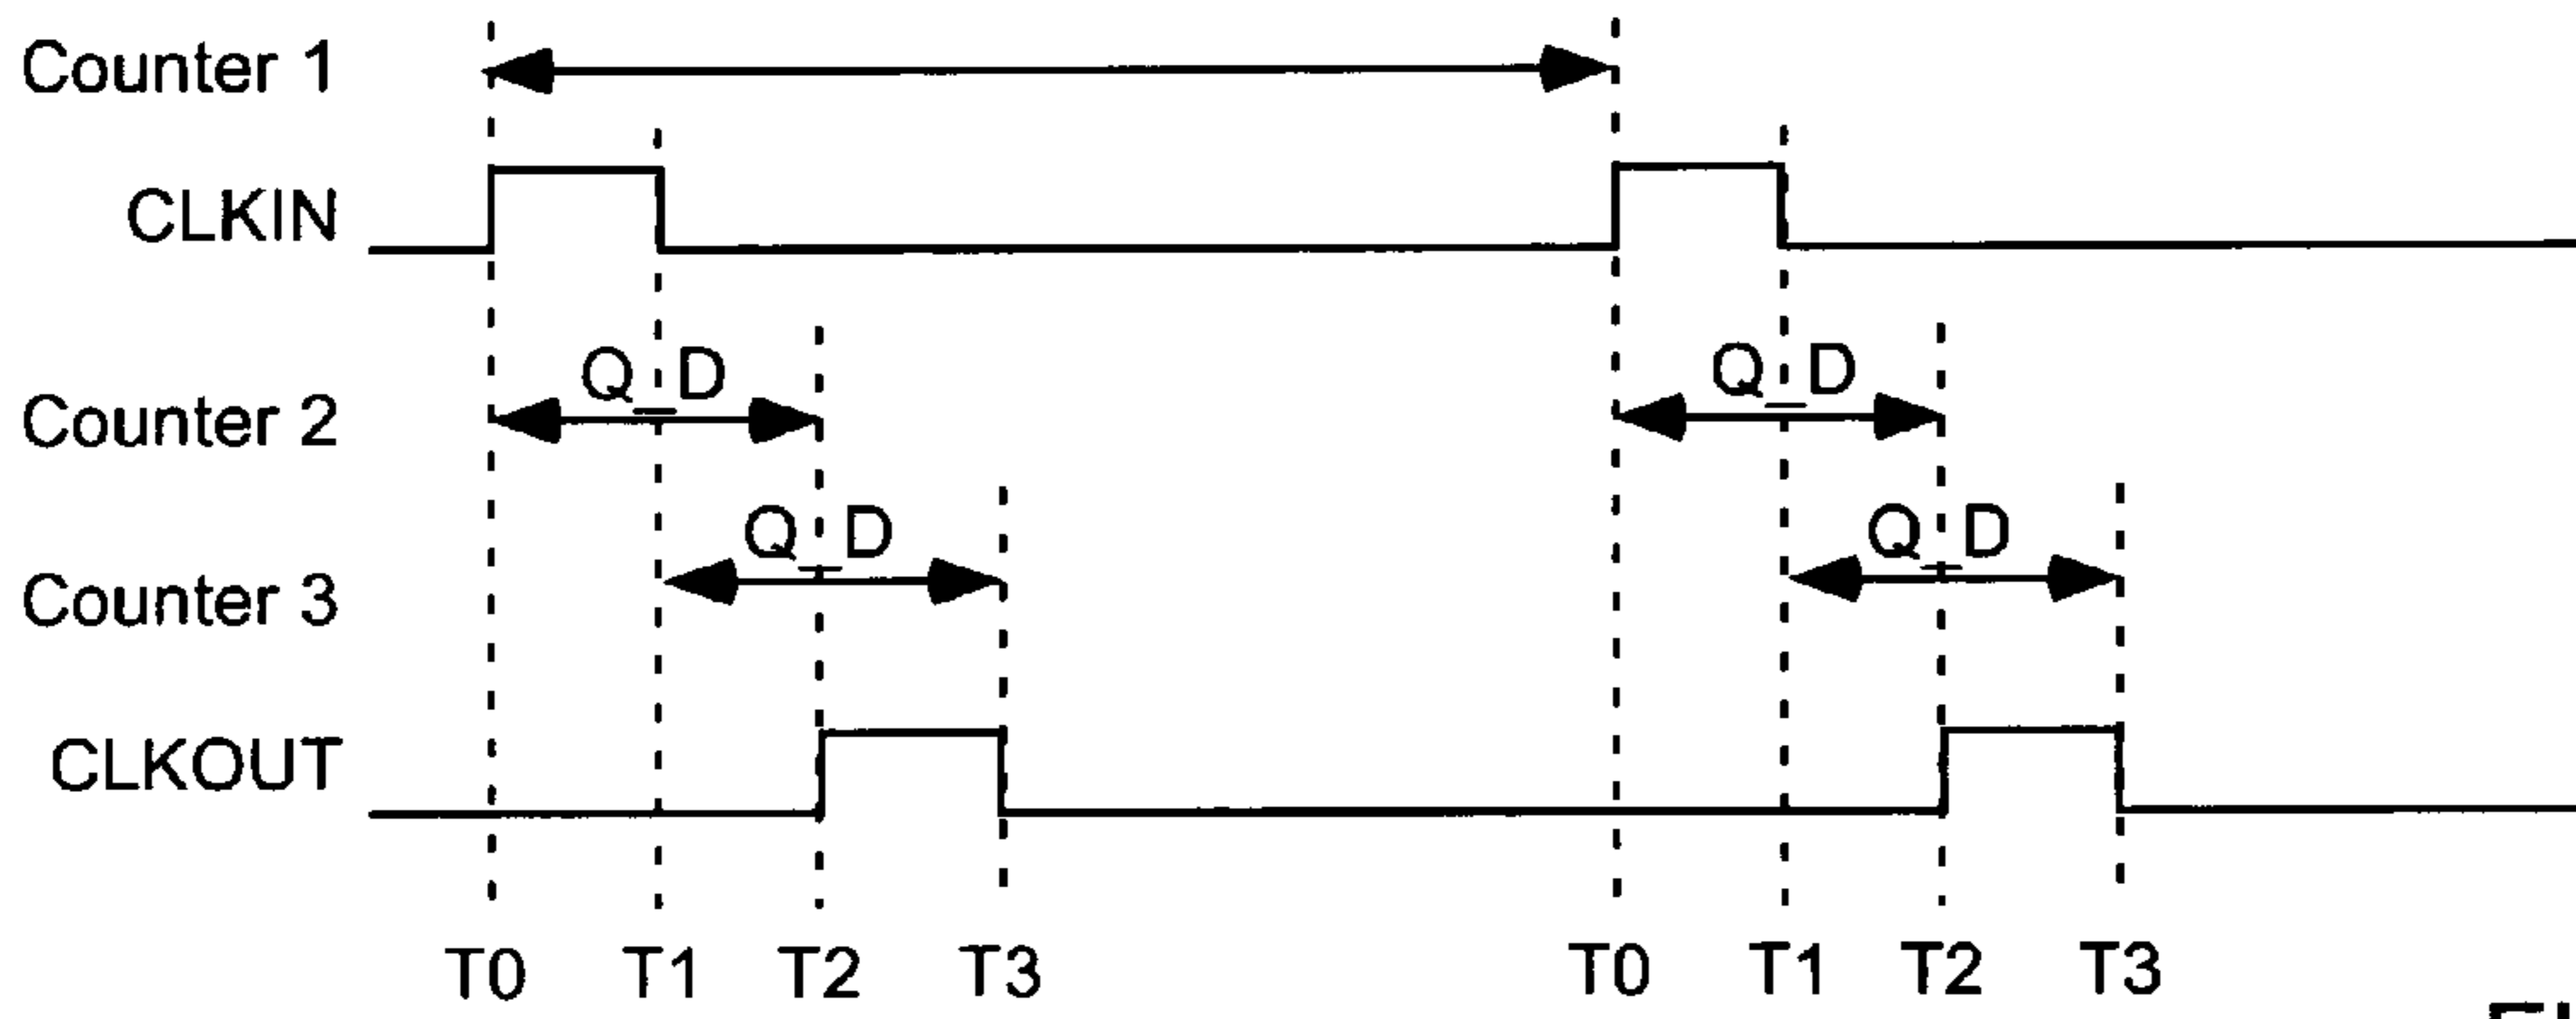 Counter 1
CLKIN
Q_D Q_D
Counter 2
Q_D Q_D
Counter 3
CLKOUT
T0 T1 T2 T3 T0 T1 T2 T3